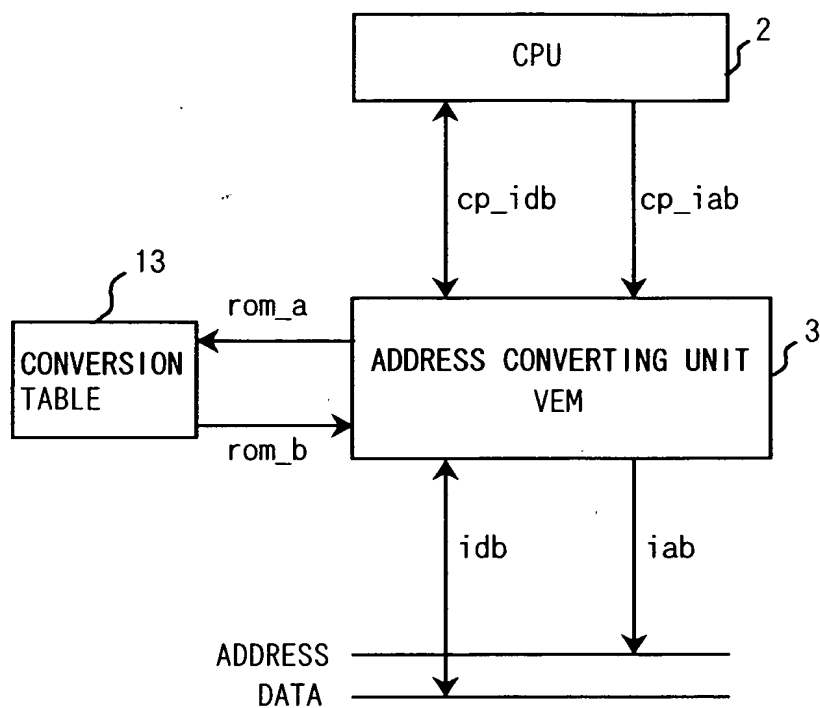 2
CPU
cp_idb
cp_iab
13
rom_a
3
CONVERSION
TABLE
ADDRESS CONVERTING UNIT
VEM
rom_b
idb
iab
ADDRESS
DATA